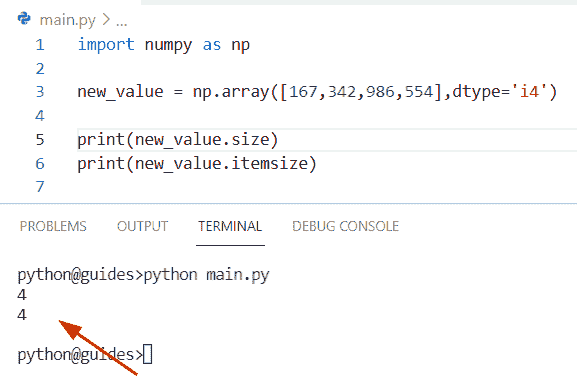 main.py > ...
1 import numpy as np
2
3 new_value = np.array([167,342,986,554],dtype='i4')
4
5 print(new_value.size)
6 print(new_value.itemsize)
7
PROBLEMS OUTPUT TERMINAL DEBUG CONSOLE
python@guides>python main.py
4
4
python@guides>